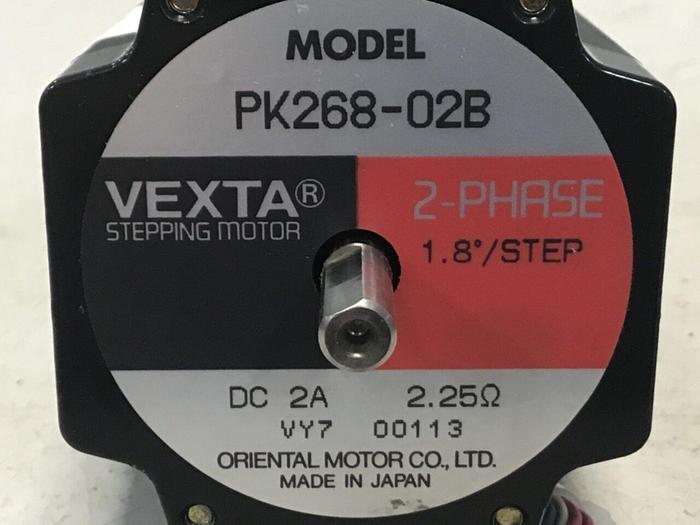 MODEL
PK268-02B
VEXTA®
STEPPING MOTOR
2-PHASE
1.8°/STEP
DC 2A 2.25Ω
VY7 00113
ORIENTAL MOTOR CO., LTD.
MADE IN JAPAN